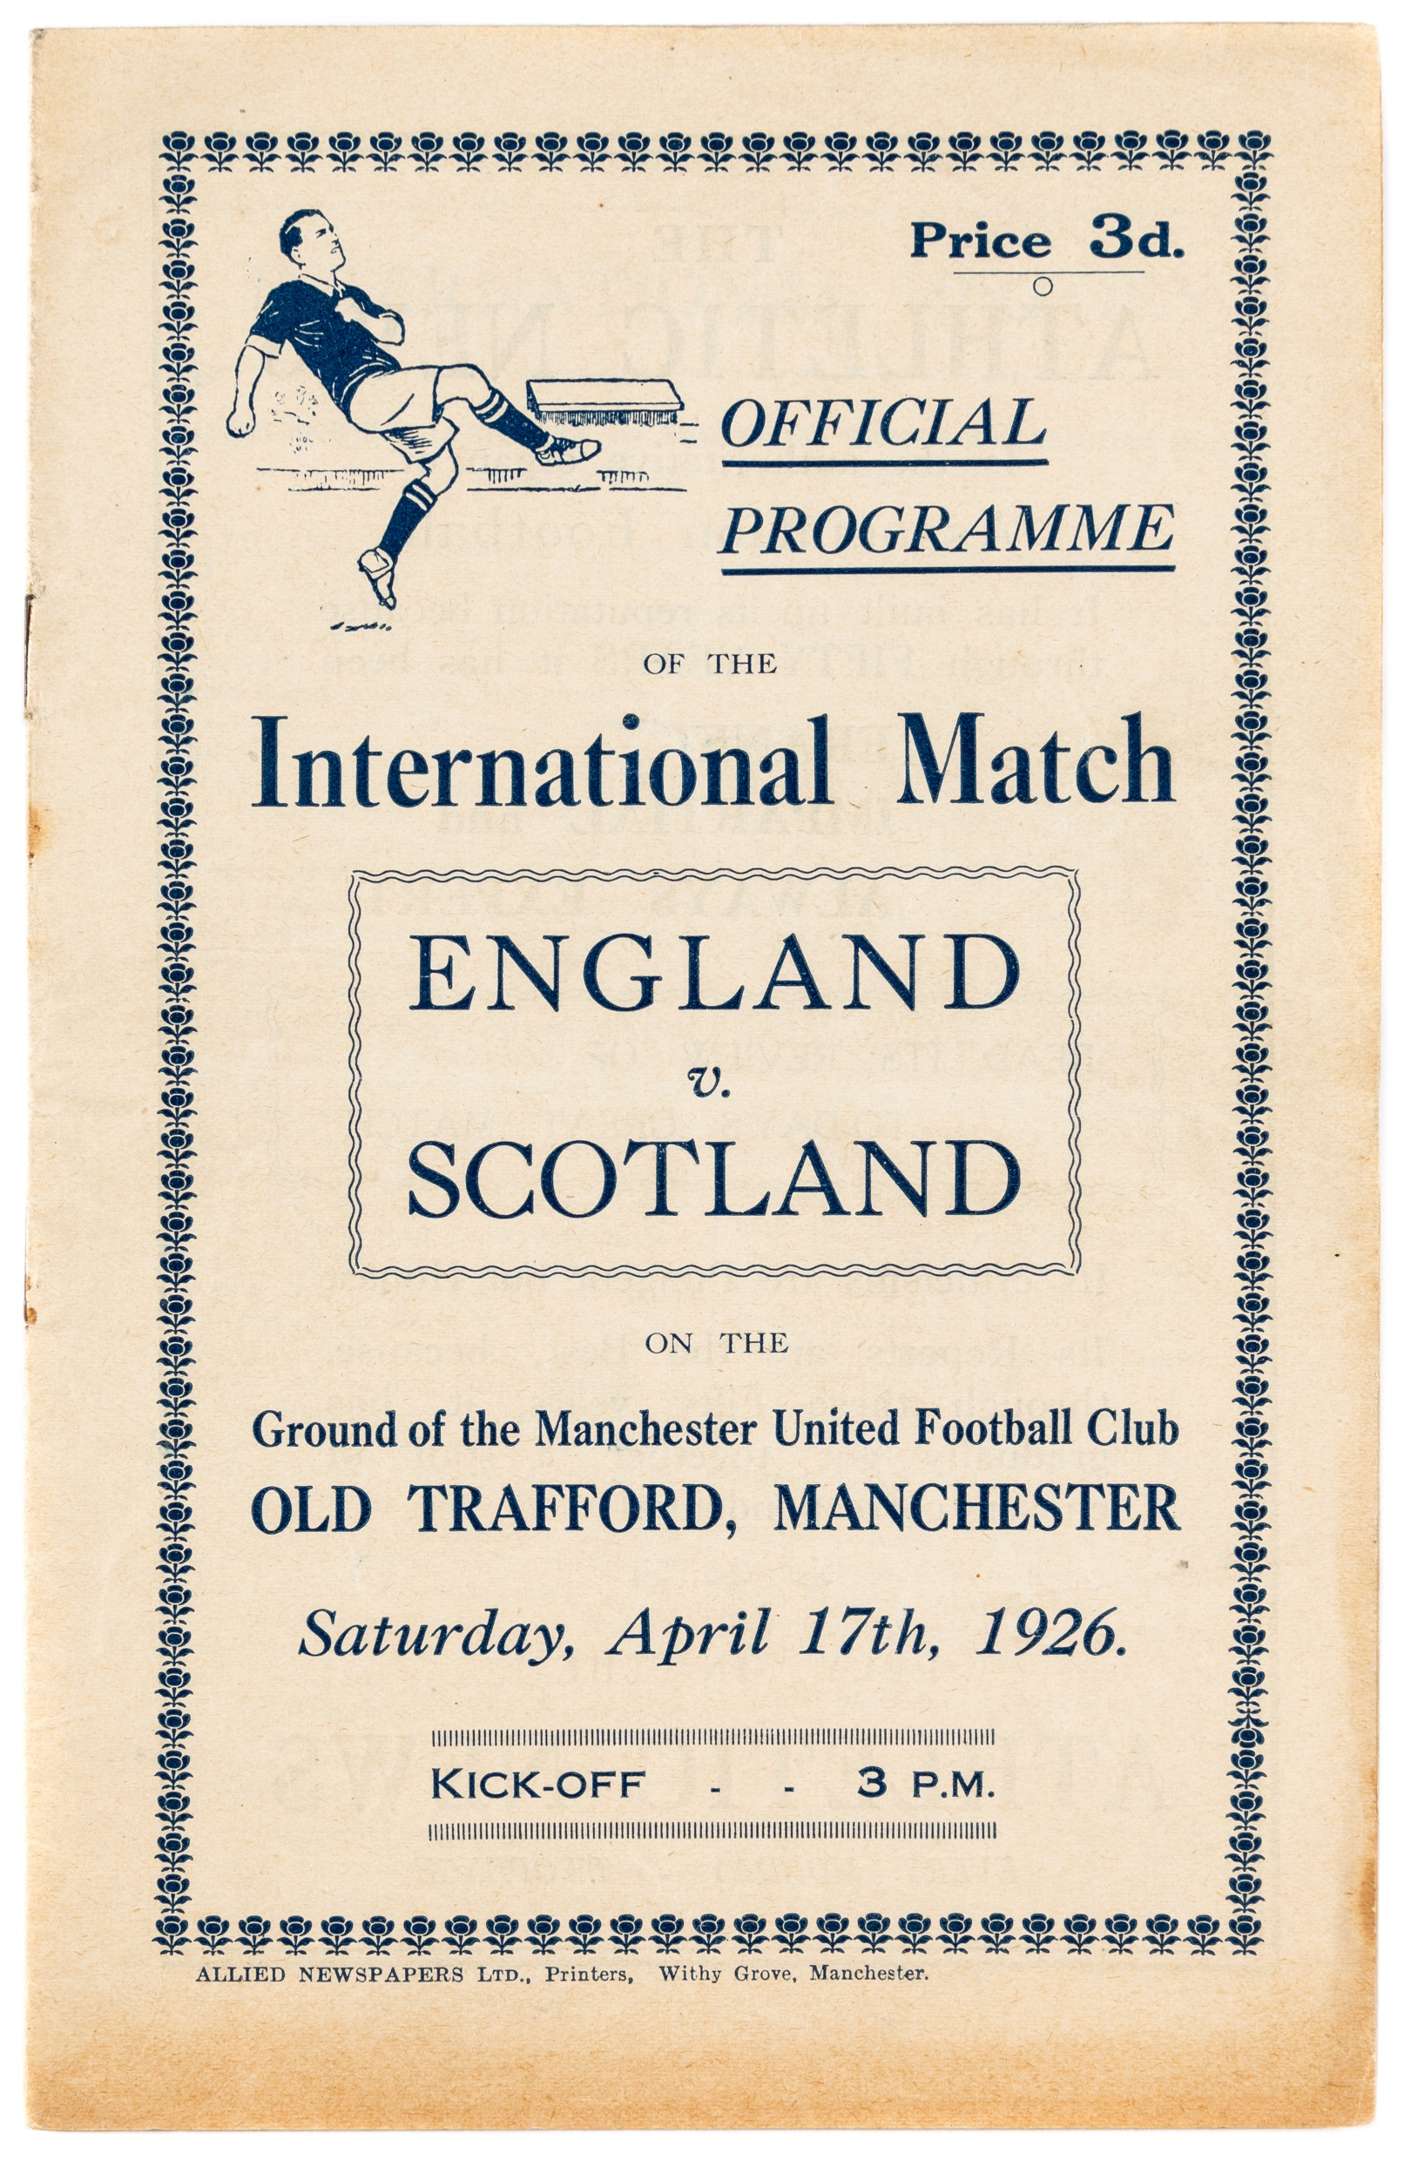 Price 3d.
OFFICIAL
PROGRAMME
OF THE
International Match
ENGLAND
v.
SCOTLAND
ON THE
Ground of the Manchester United Football Club
OLD TRAFFORD, MANCHESTER
Saturday, April 17th, 1926.
KICK-OFF - - 3 P.M.
ALLIED NEWSPAPERS LTD., Printers, Withy Grove, Manchester.